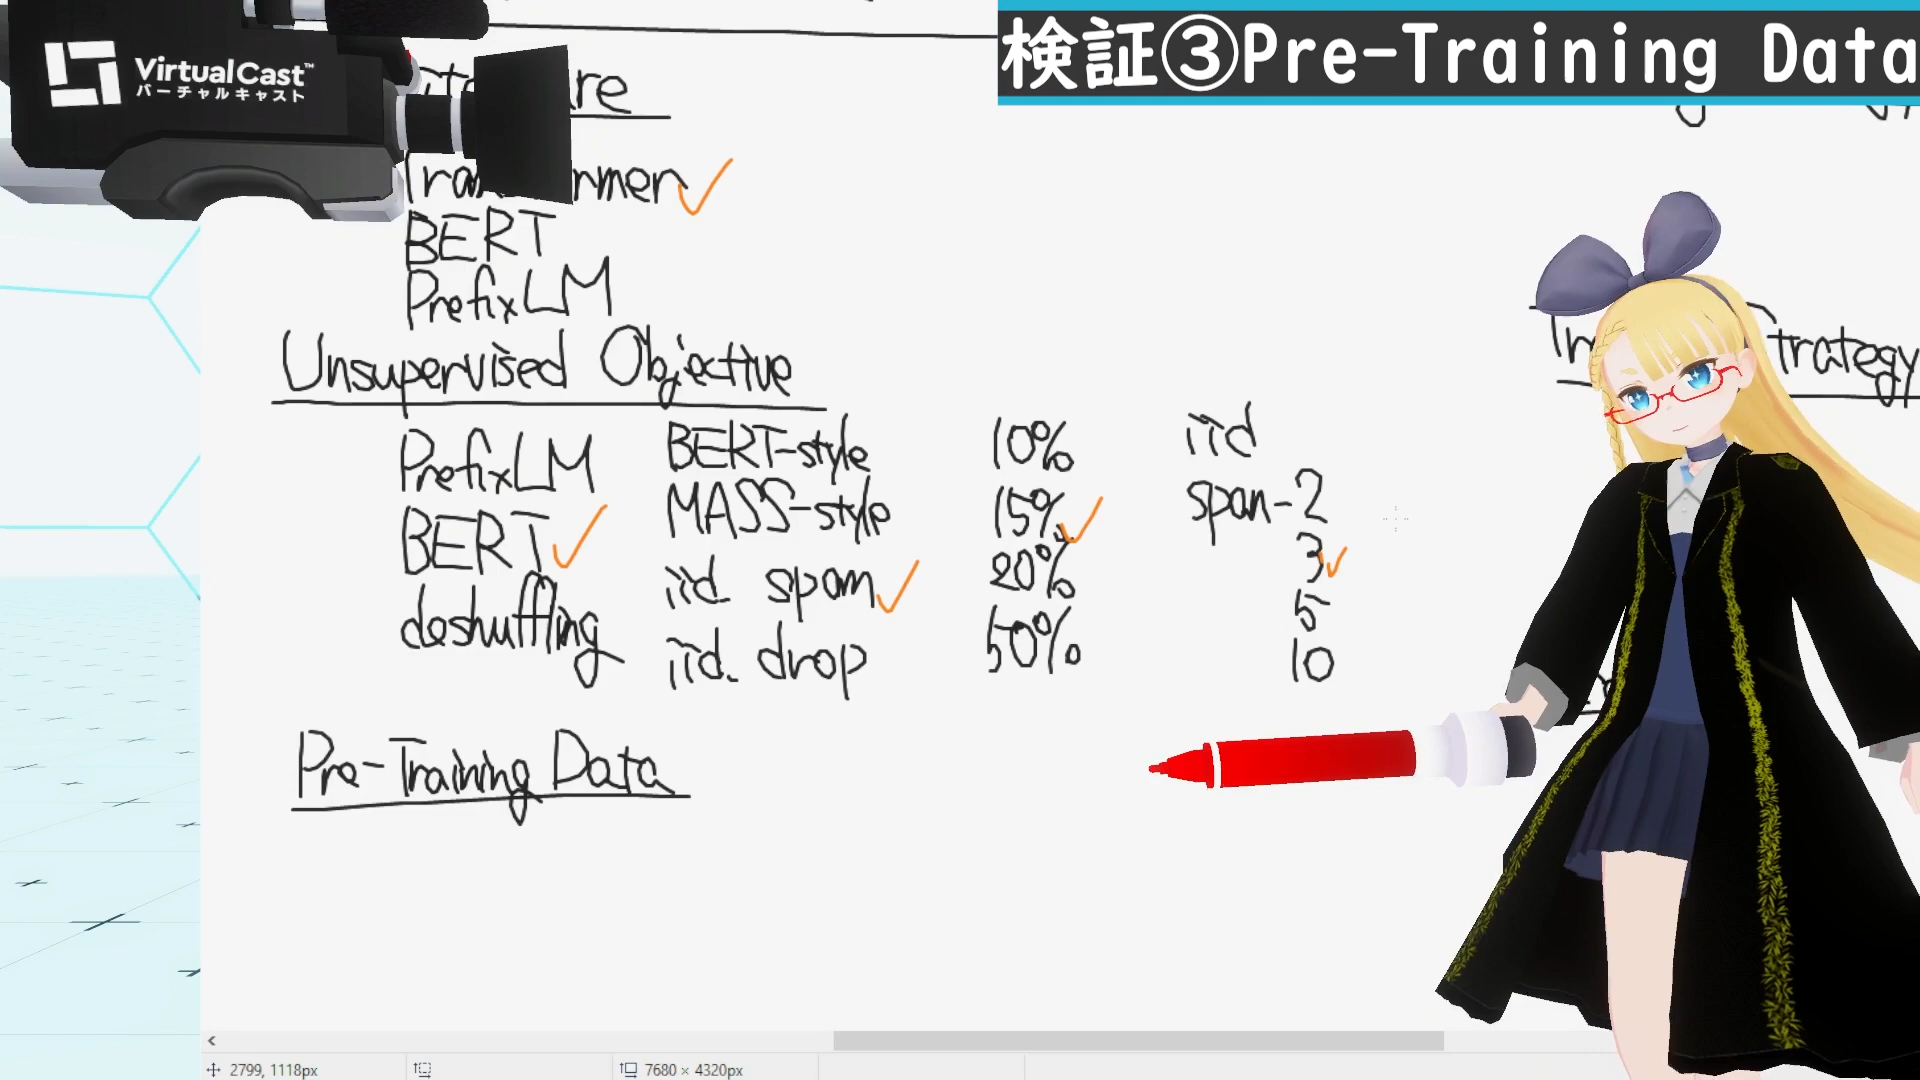 VirtualCast™
バーチャルキャスト
検証③Pre-Training Data
BERT
PrefixLM
Unsupervised Objective
PrefixLM BERT-style 10% iid
BERT MASS-style 15% span-2
deshuffling iid. span 20% 3
iid. drop 50% 5
10
Pre-Training Data
2799, 1118px
7680 × 4320px